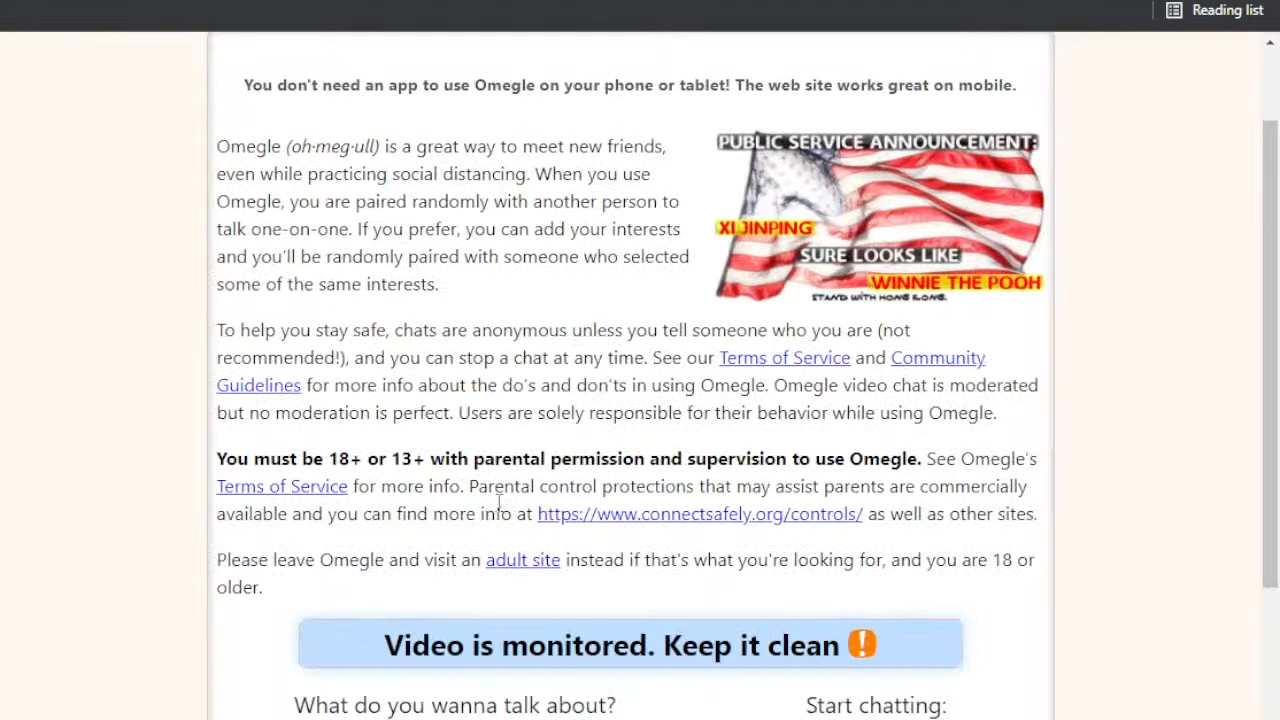 Reading list
You don't need an app to use Omegle on your phone or tablet! The web site works great on mobile.
Omegle (oh·meg·ull) is a great way to meet new friends,
even while practicing social distancing. When you use
Omegle, you are paired randomly with another person to
talk one-on-one. If you prefer, you can add your interests
and you’ll be randomly paired with someone who selected
some of the same interests.
PUBLIC SERVICE ANNOUNCEMENT:
XI JINPING
SURE LOOKS LIKE
WINNIE THE POOH
STAND WITH HONG KONG.
To help you stay safe, chats are anonymous unless you tell someone who you are (not
recommended!), and you can stop a chat at any time. See our Terms of Service and Community
Guidelines for more info about the do’s and don’ts in using Omegle. Omegle video chat is moderated
but no moderation is perfect. Users are solely responsible for their behavior while using Omegle.
You must be 18+ or 13+ with parental permission and supervision to use Omegle. See Omegle’s
Terms of Service for more info. Parental control protections that may assist parents are commercially
available and you can find more info at https://www.connectsafely.org/controls/ as well as other sites.
Please leave Omegle and visit an adult site instead if that's what you're looking for, and you are 18 or
older.
Video is monitored. Keep it clean !
What do you wanna talk about?
Start chatting: